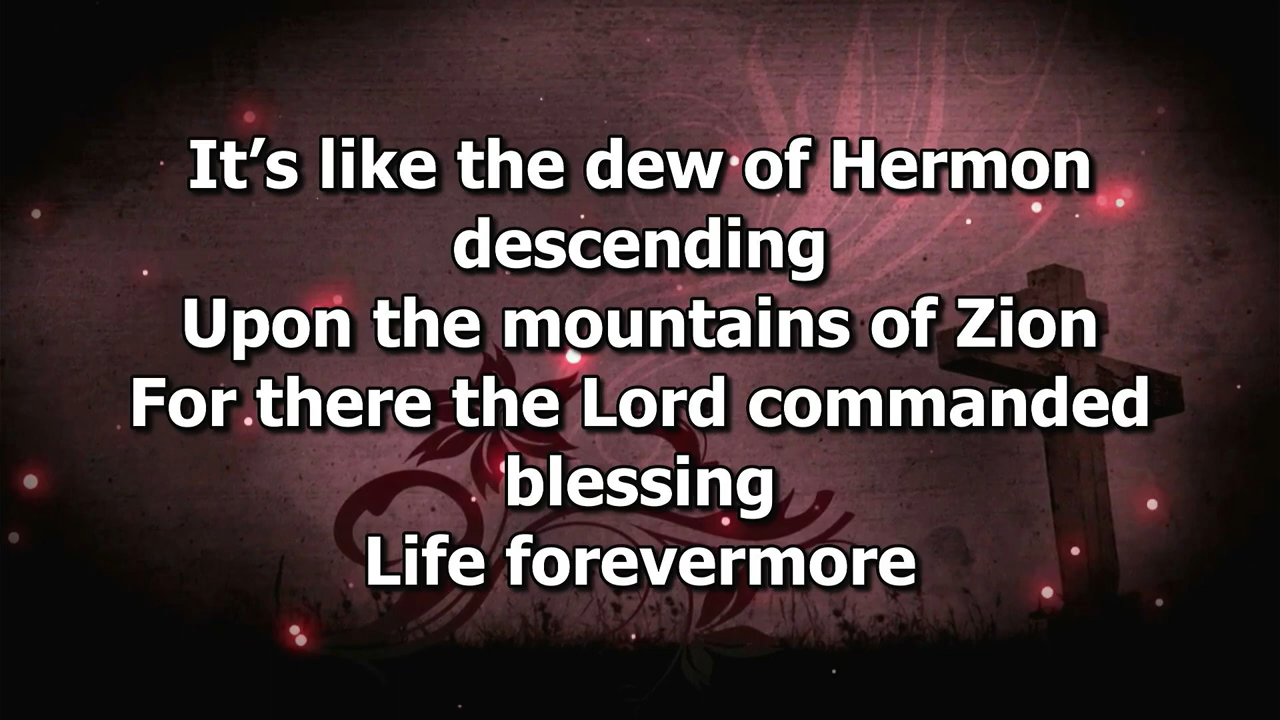 It’s like the dew of Hermon
descending
Upon the mountains of Zion
For there the Lord commanded
blessing
Life forevermore